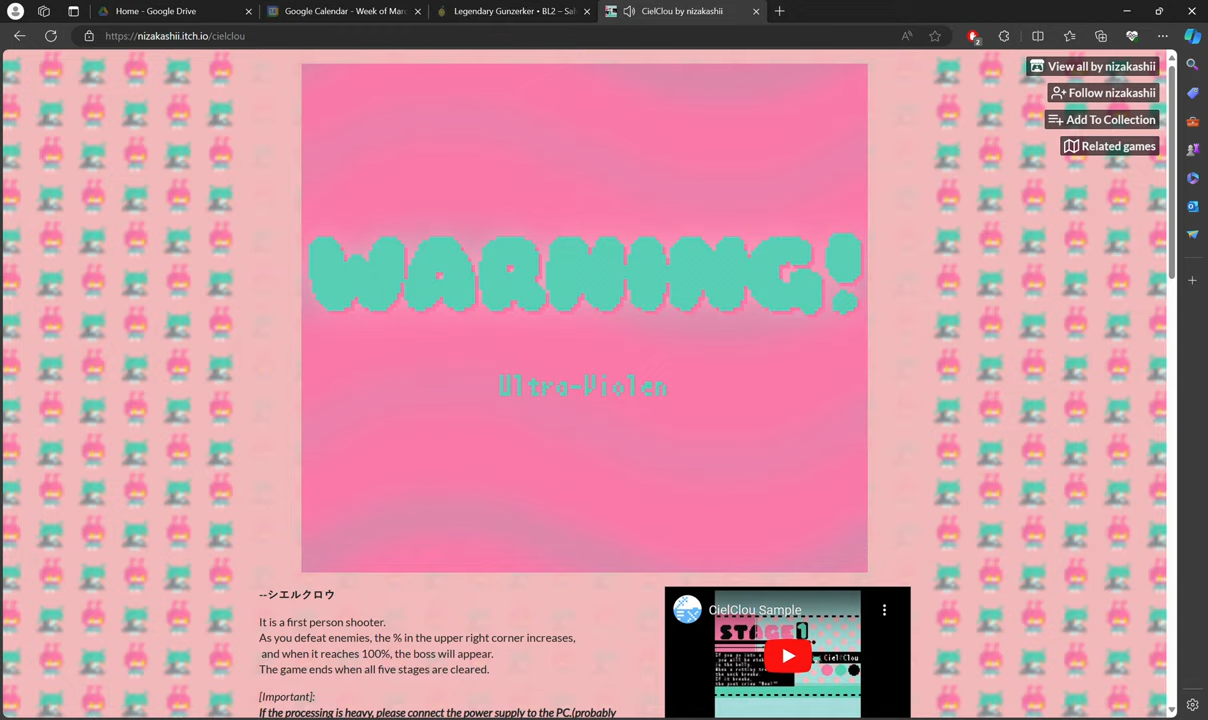 Home - Google Drive
Google Calendar - Week of Mar
Legendary Gunzerker • BL2 – Sal
CielClou by nizakashii
https://nizakashii.itch.io/cielclou
2
View all by nizakashii
Follow nizakashii
Add To Collection
Related games
WARNING!
Ultra-Violen
--シエルクロウ
It is a first person shooter.
As you defeat enemies, the % in the upper right corner increases,
and when it reaches 100%, the boss will appear.
The game ends when all five stages are cleared.
[Important]:
If the processing is heavy, please connect the power supply to the PC.(probably
CielClou Sample
STAGE1.
CielClou